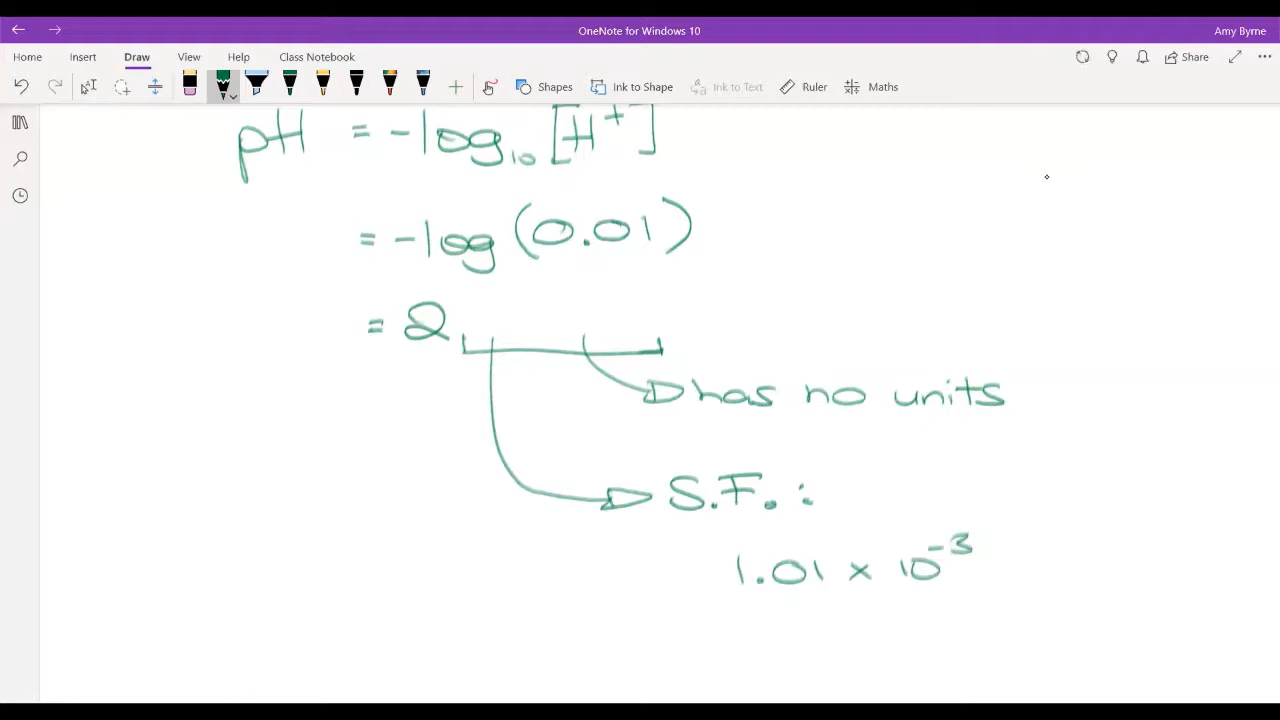 OneNote for Windows 10
Amy Byrne
Home Insert Draw View Help Class Notebook
Share
Shapes Ink to Shape Ink to Text Ruler Maths
pH = -log₁₀ [H⁺]
= -log (0.01)
= 2
has no units
S.F. :
1.01 × 10⁻³